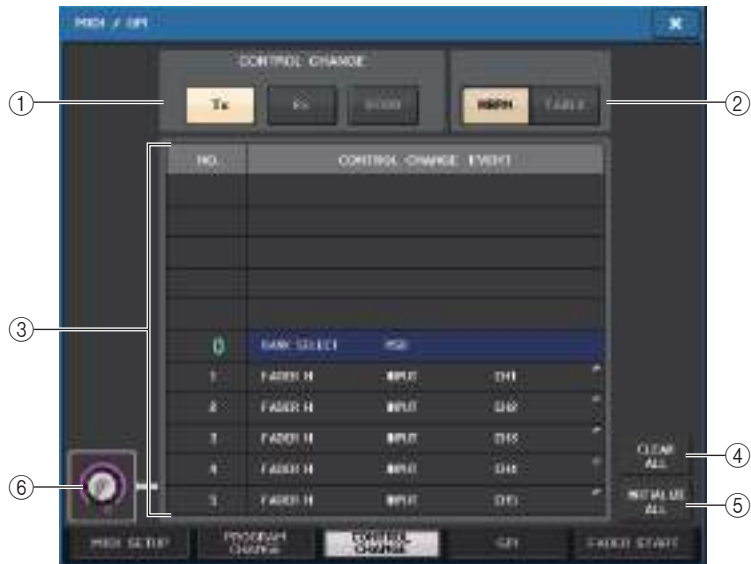 MIDI / GPI
CONTROL CHANGE
Tx Rx ECHO NRPN TABLE
① ②
NO. CONTROL CHANGE EVENT
③
0 BANK SELECT MSB
1 FADER H INPUT CH1
2 FADER H INPUT CH2
3 FADER H INPUT CH3
4 FADER H INPUT CH4
5 FADER H INPUT CH5
CLEAR ALL ④
INITIALIZE ALL ⑤
⑥
MIDI SETUP PROGRAM CHANGE CONTROL CHANGE GPI FADER START